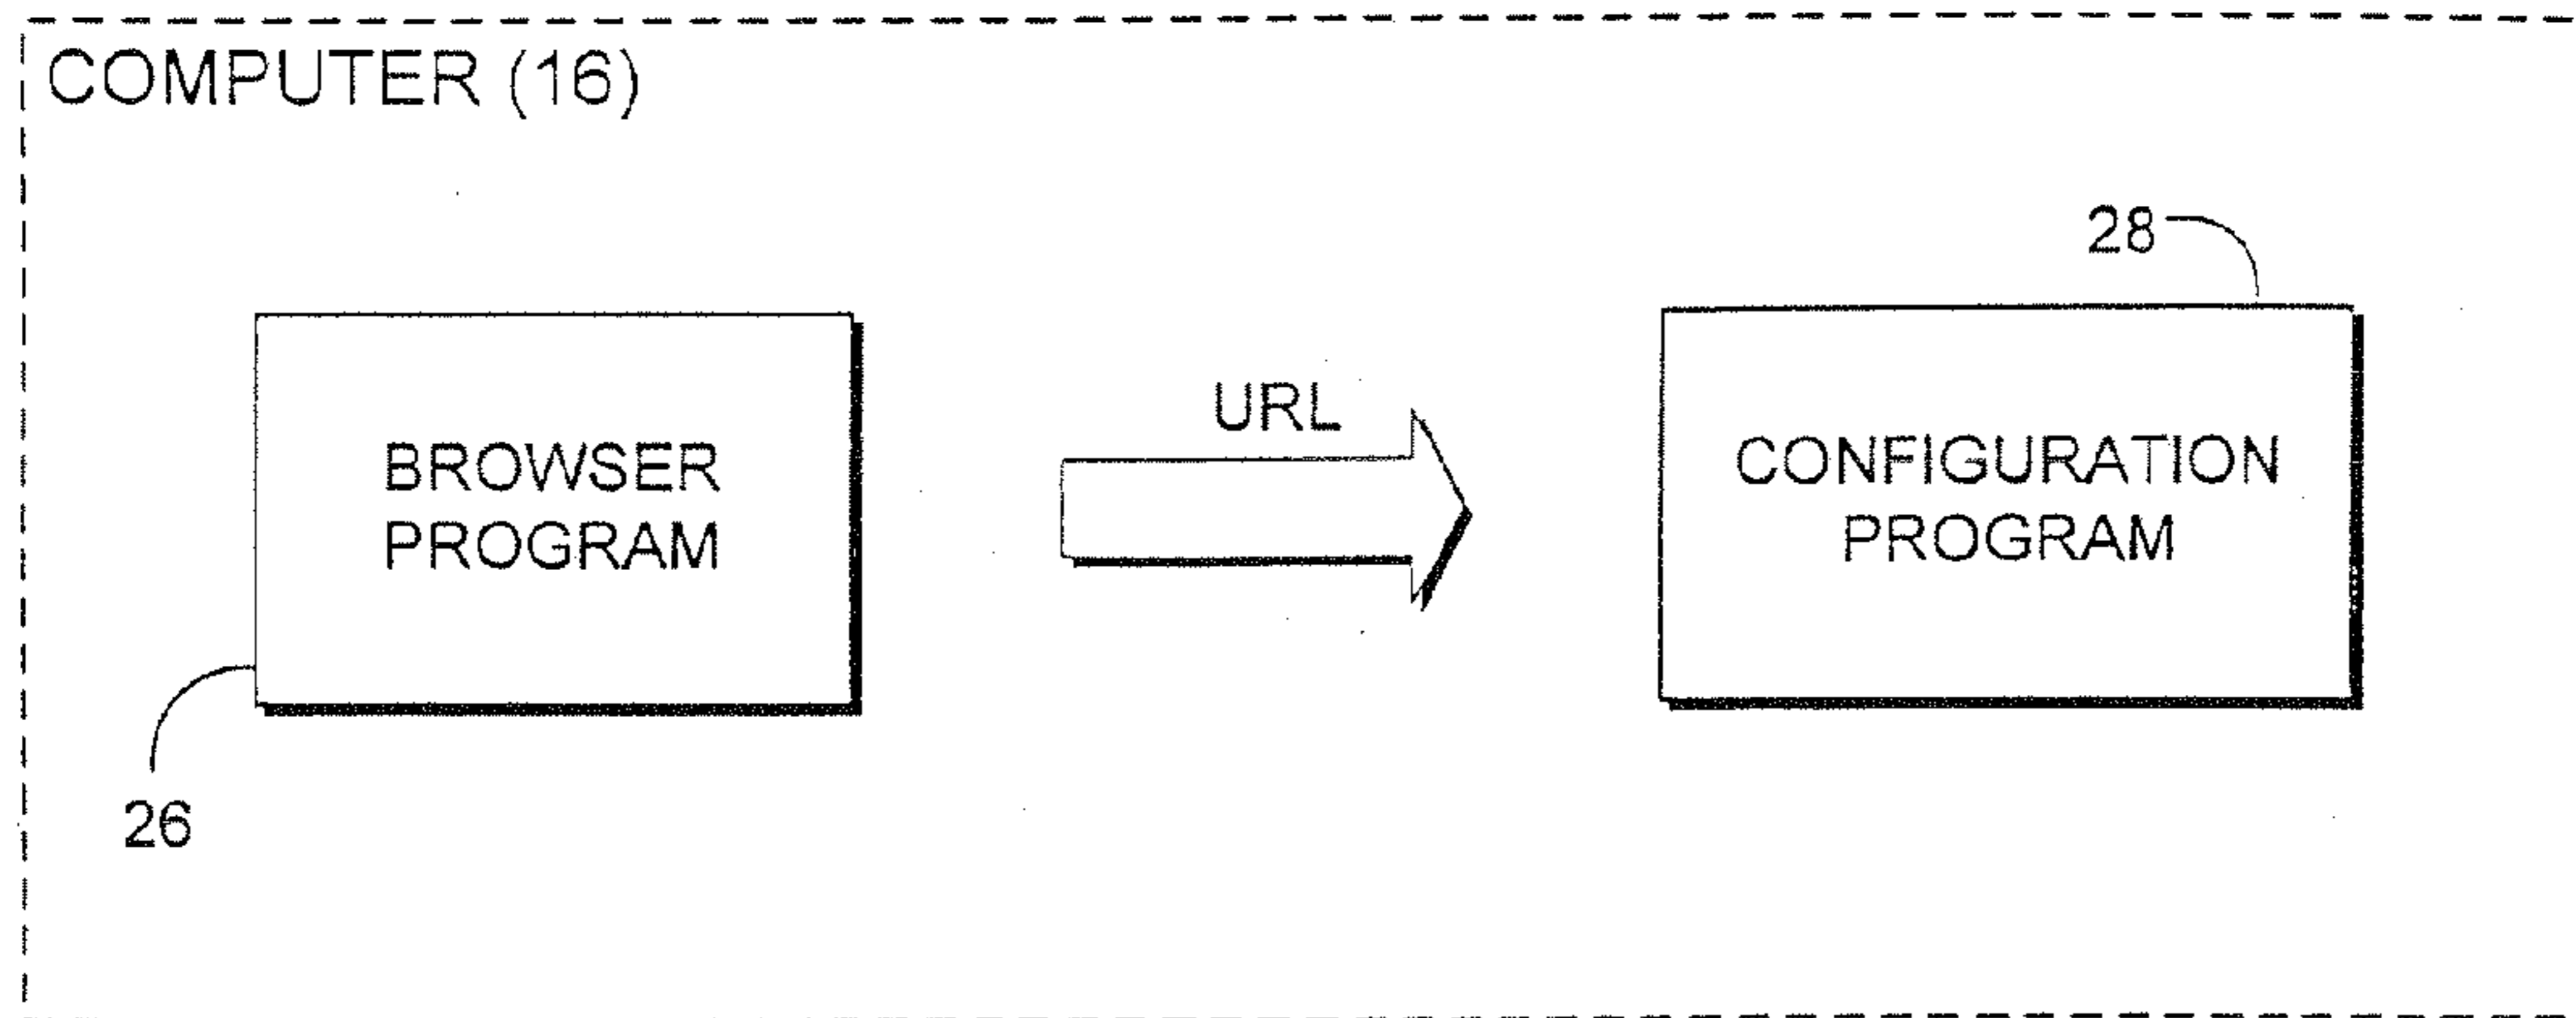 COMPUTER (16)
28
URL
BROWSER
PROGRAM
CONFIGURATION
PROGRAM
26